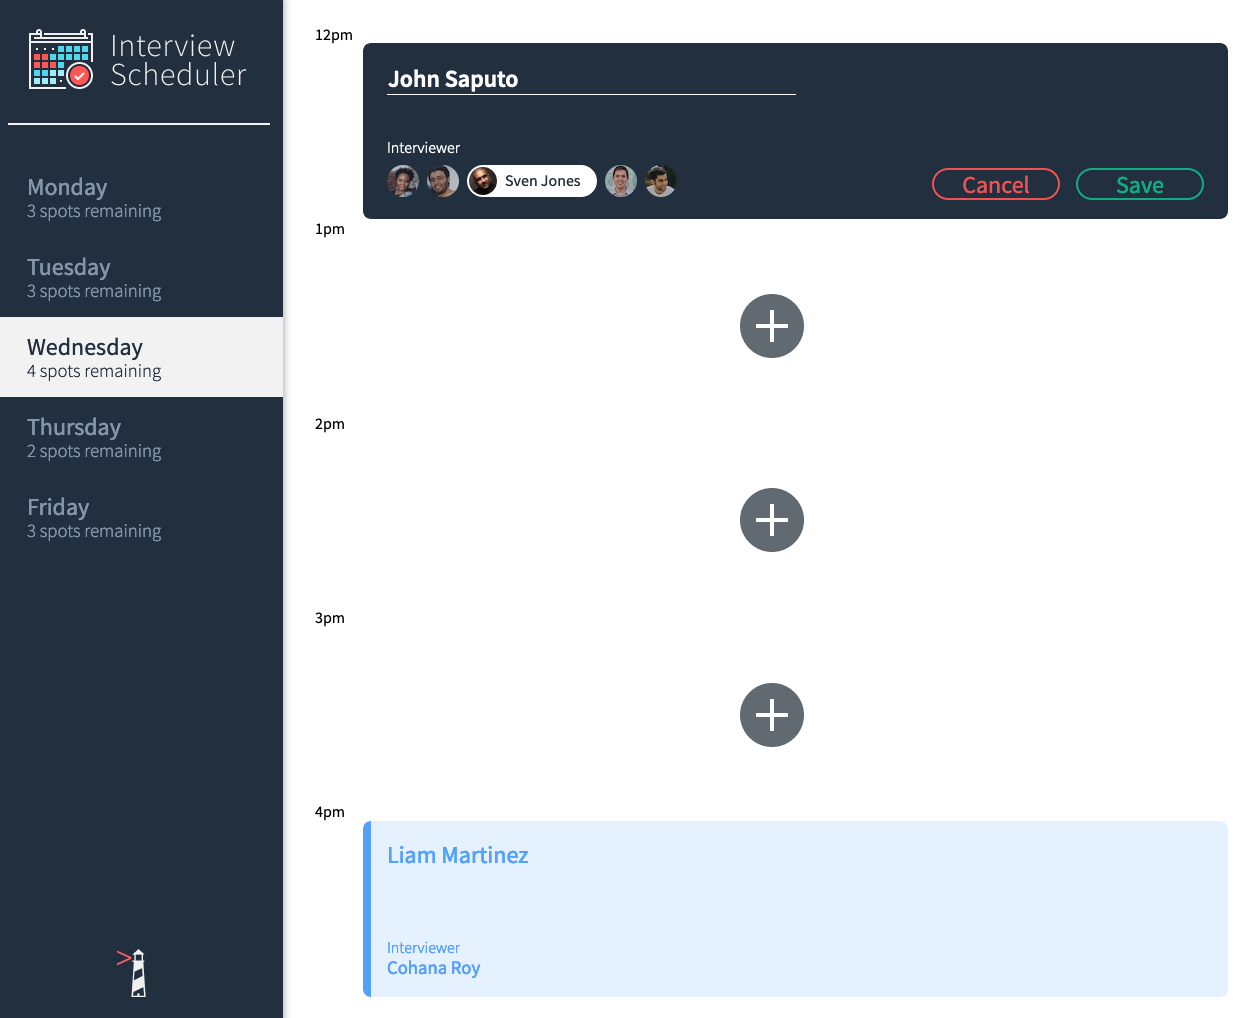 Interview
Scheduler
Monday
3 spots remaining
Tuesday
3 spots remaining
Wednesday
4 spots remaining
Thursday
2 spots remaining
Friday
3 spots remaining
12pm
John Saputo
Interviewer
Sven Jones
Cancel
Save
1pm
2pm
3pm
4pm
Liam Martinez
Interviewer
Cohana Roy